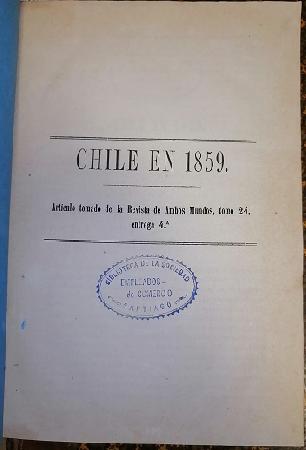 CHILE EN 1859.
Artículo tomado de la Revista de Ambos Mundos, tomo 24,
entrega 4.ª
BIBLIOTECA DE LA SOCIEDAD
EMPLEADOS
de COMERCIO
SANTIAGO